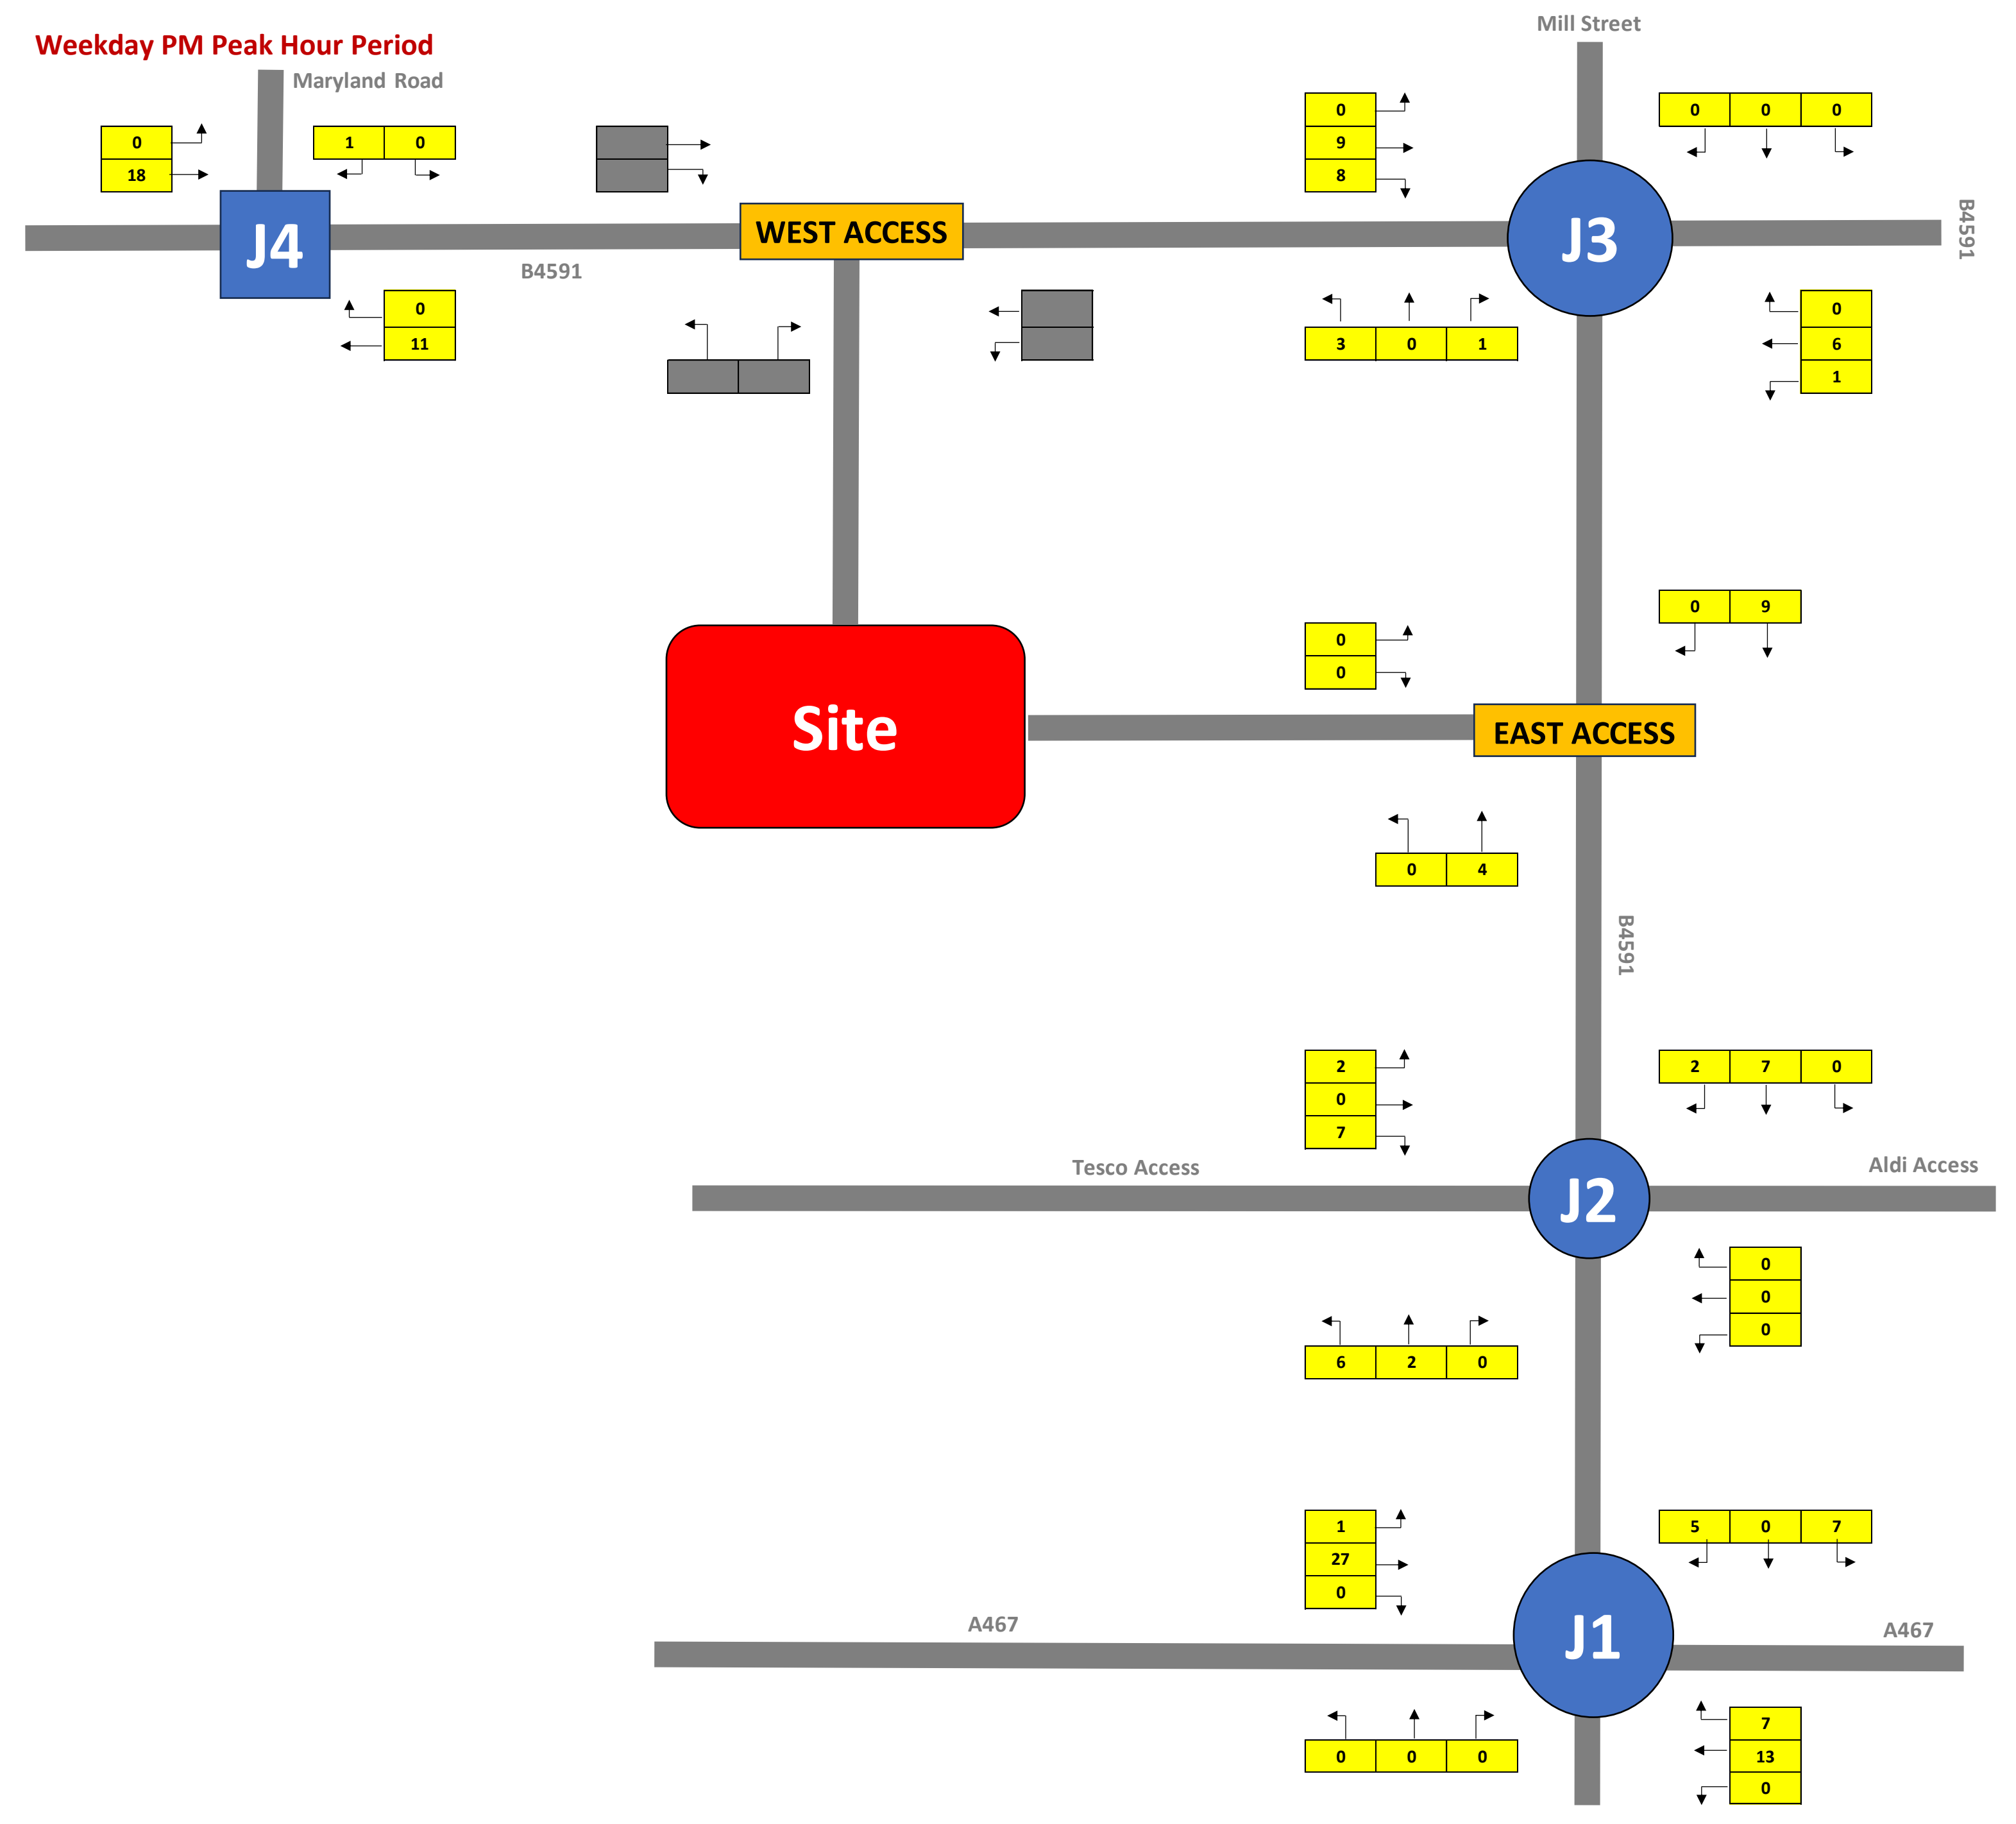 Mill Street
Weekday PM Peak Hour Period
Maryland Road
0
18
1 0
0
9
8
0 0 0
J4
WEST ACCESS
J3
B4591
B4591
0
11
3 0 1
0
6
1
0 9
0
0
Site
EAST ACCESS
0 4
B4591
2
0
7
2 7 0
Tesco Access
Aldi Access
J2
0
0
0
6 2 0
1
27
0
5 0 7
A467
A467
J1
0 0 0
7
13
0